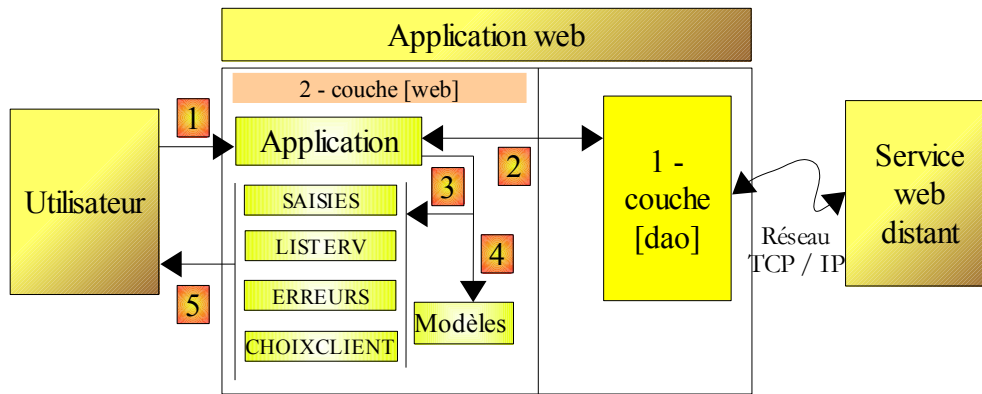 Application web
2 - couche [web]
1
Application
2
1 -
couche
[dao]
Utilisateur
SAISIES
3
LISTERV
4
ERREURS
5
Modèles
CHOIXCLIENT
Réseau
TCP / IP
Service
web
distant